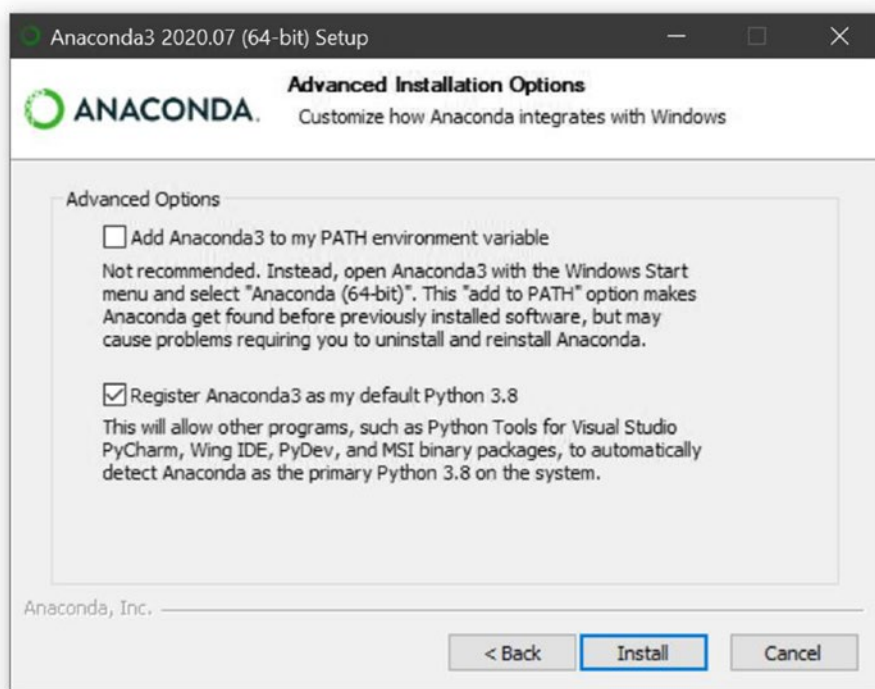 Anaconda3 2020.07 (64-bit) Setup
ANACONDA.
Advanced Installation Options
Customize how Anaconda integrates with Windows
Advanced Options
Add Anaconda3 to my PATH environment variable
Not recommended. Instead, open Anaconda3 with the Windows Start
menu and select "Anaconda (64-bit)". This "add to PATH" option makes
Anaconda get found before previously installed software, but may
cause problems requiring you to uninstall and reinstall Anaconda.
Register Anaconda3 as my default Python 3.8
This will allow other programs, such as Python Tools for Visual Studio
PyCharm, Wing IDE, PyDev, and MSI binary packages, to automatically
detect Anaconda as the primary Python 3.8 on the system.
Anaconda, Inc.
< Back Install Cancel